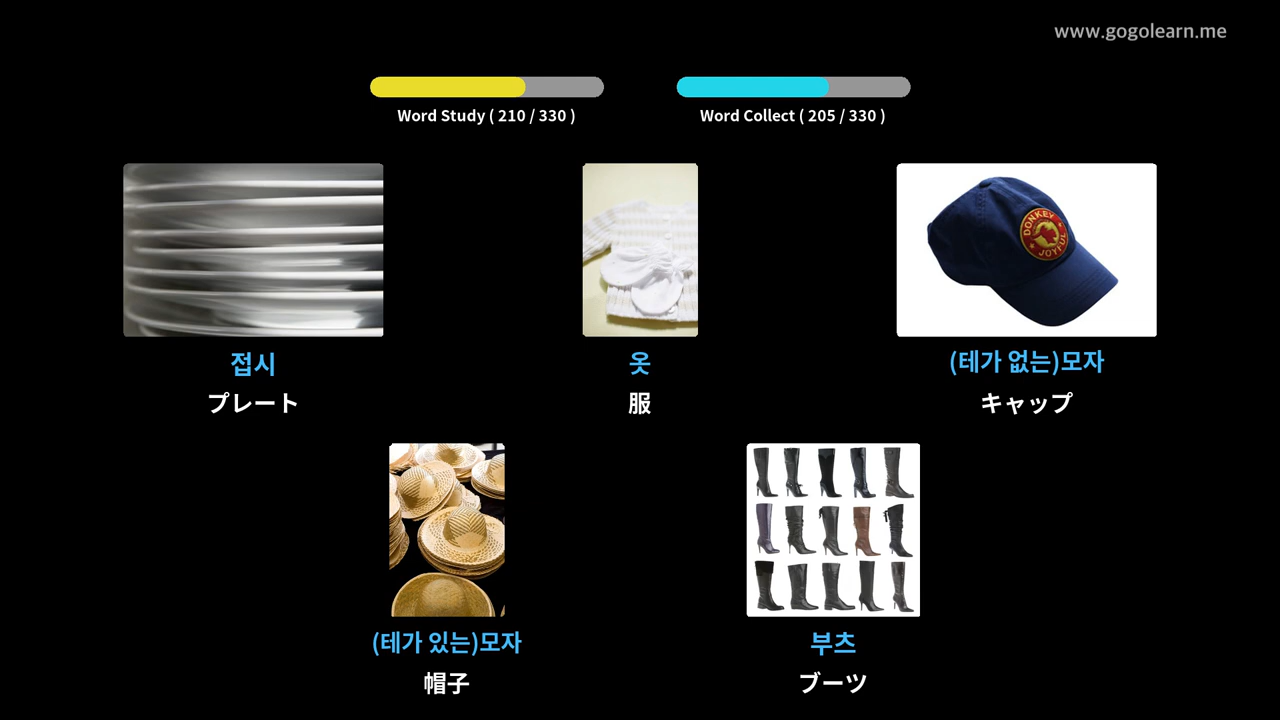 www.gogolearn.me
Word Study ( 210 / 330 )
Word Collect ( 205 / 330 )
DONKEY
JOYFUL
접시
プレート
옷
服
(테가 없는)모자
キャップ
(테가 있는)모자
帽子
부츠
ブーツ